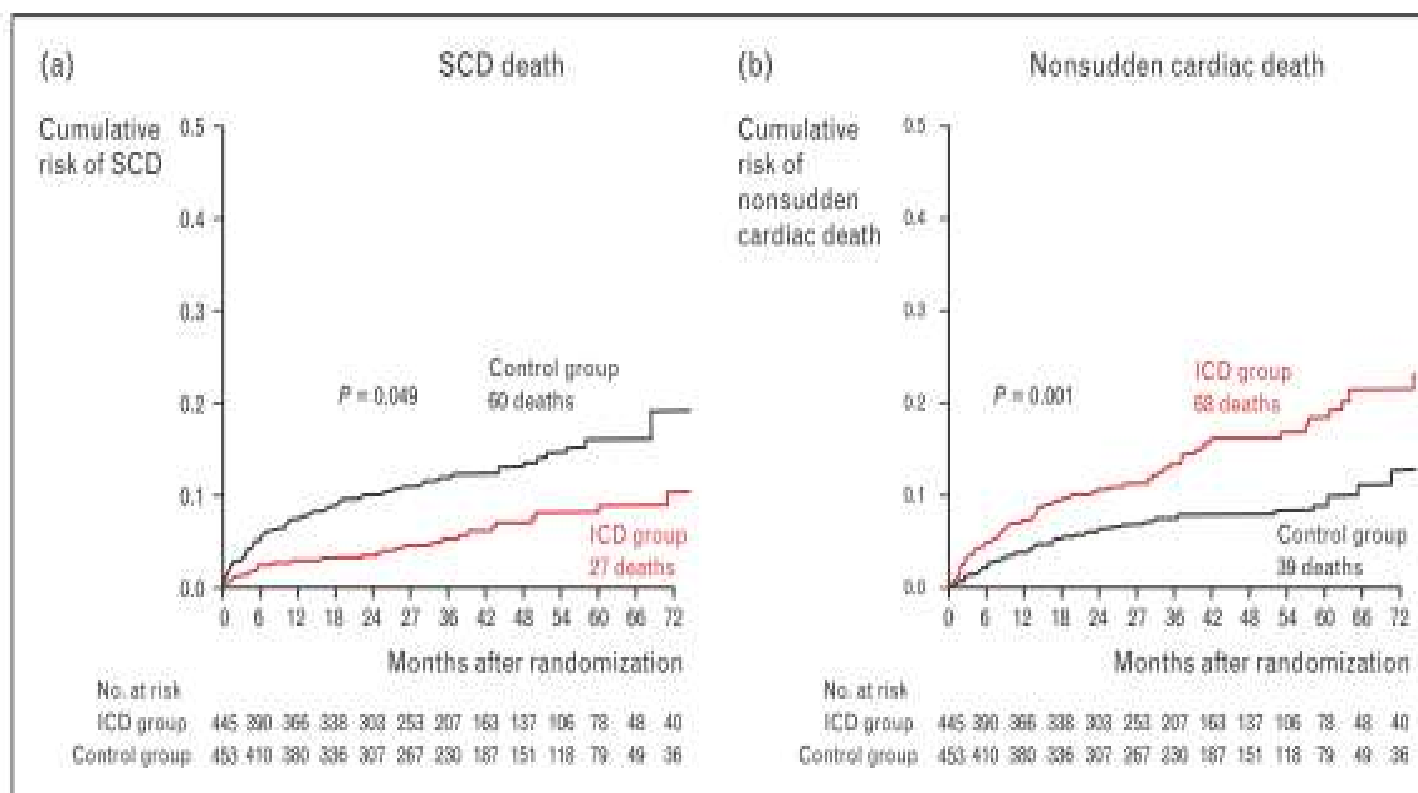 (a) SCD death
Cumulative
risk of SCD
0.5
0.4
0.3
0.2
0.1
0.0
P = 0.049
Control group
60 deaths
ICD group
27 deaths
0 6 12 18 24 27 36 42 48 54 60 66 72
Months after randomization
No. at risk
ICD group 445 390 366 338 303 253 207 163 137 106 78 48 40
Control group 453 410 380 336 307 267 230 187 151 118 79 49 36
(b) Nonsudden cardiac death
Cumulative
risk of
nonsudden
cardiac death
0.5
0.4
0.3
0.2
0.1
0.0
P = 0.001
ICD group
68 deaths
Control group
39 deaths
0 6 12 18 24 27 36 42 48 54 60 66 72
Months after randomization
No. at risk
ICD group 445 390 366 338 303 253 207 163 137 106 78 48 40
Control group 453 410 380 336 307 267 230 187 151 118 79 49 36